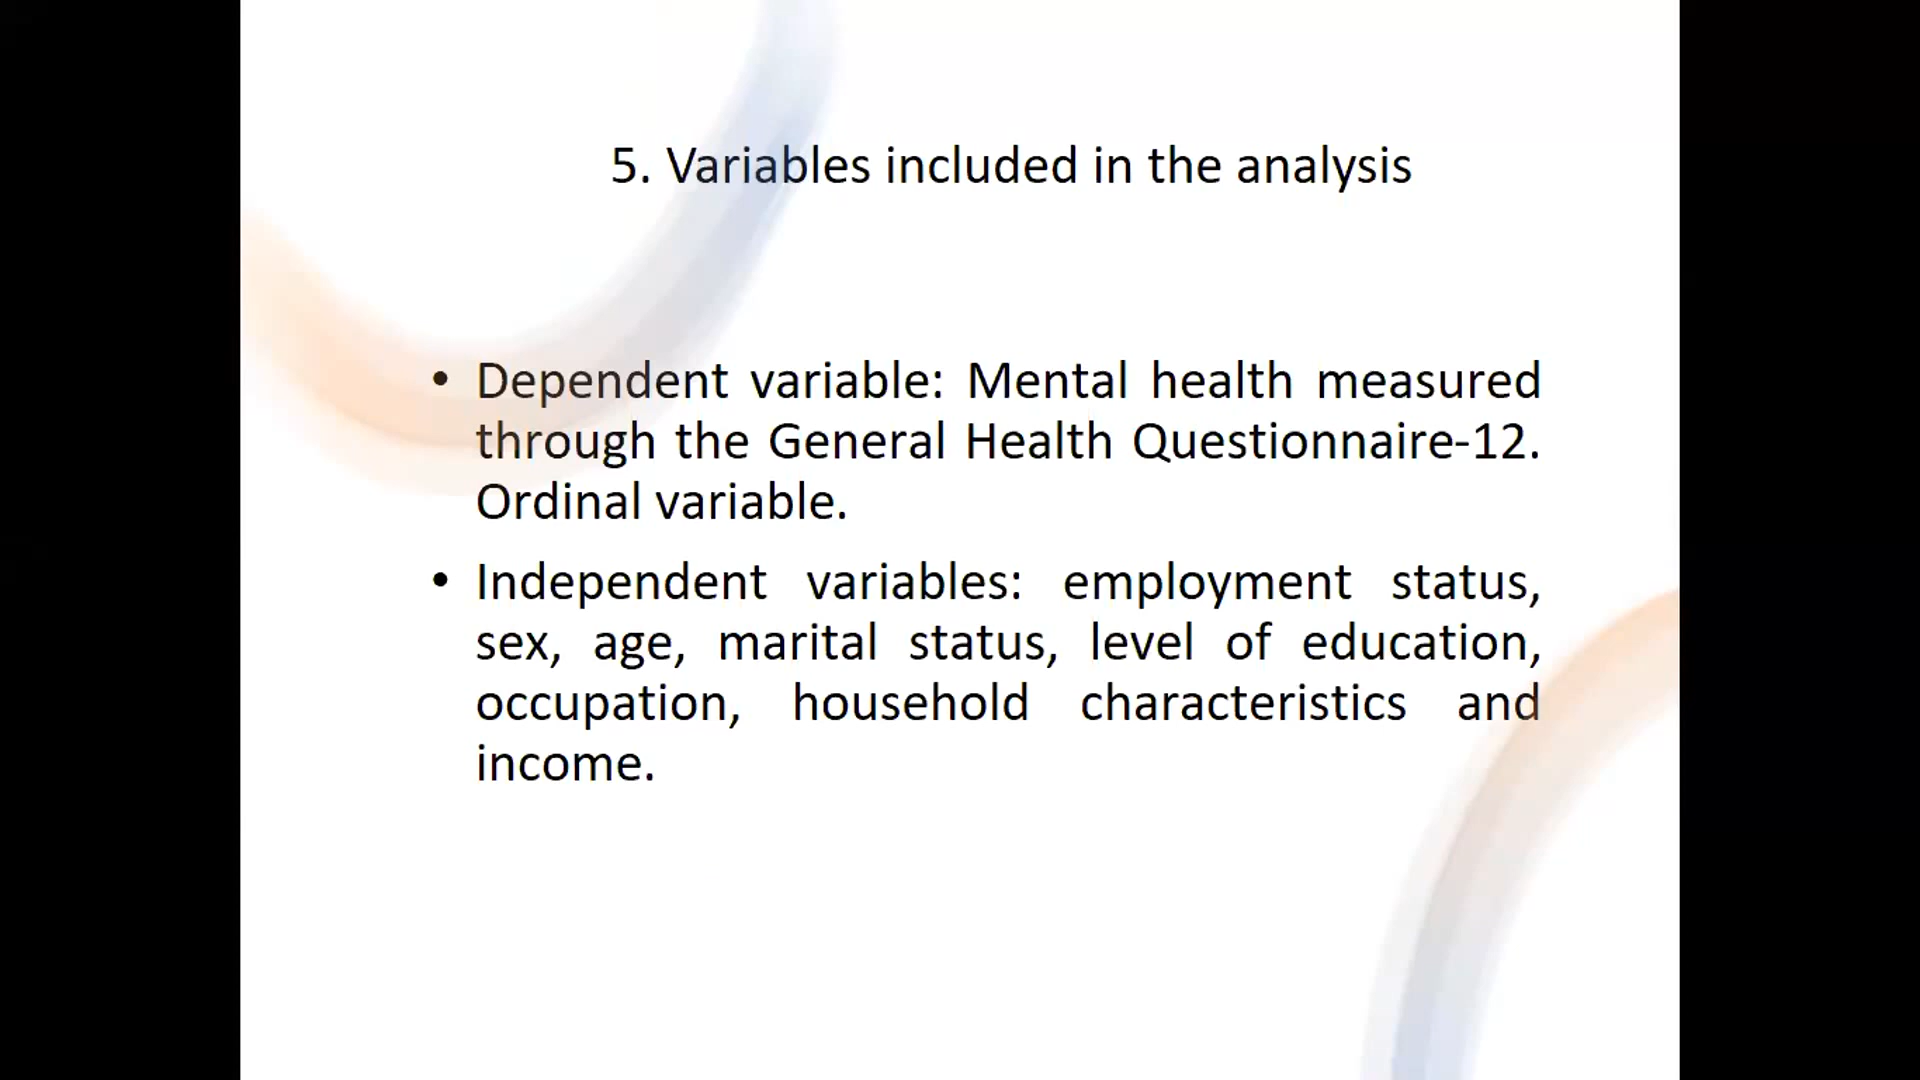 5. Variables included in the analysis
• Dependent variable: Mental health measured
through the General Health Questionnaire-12.
Ordinal variable.
• Independent variables: employment status,
sex, age, marital status, level of education,
occupation, household characteristics and
income.